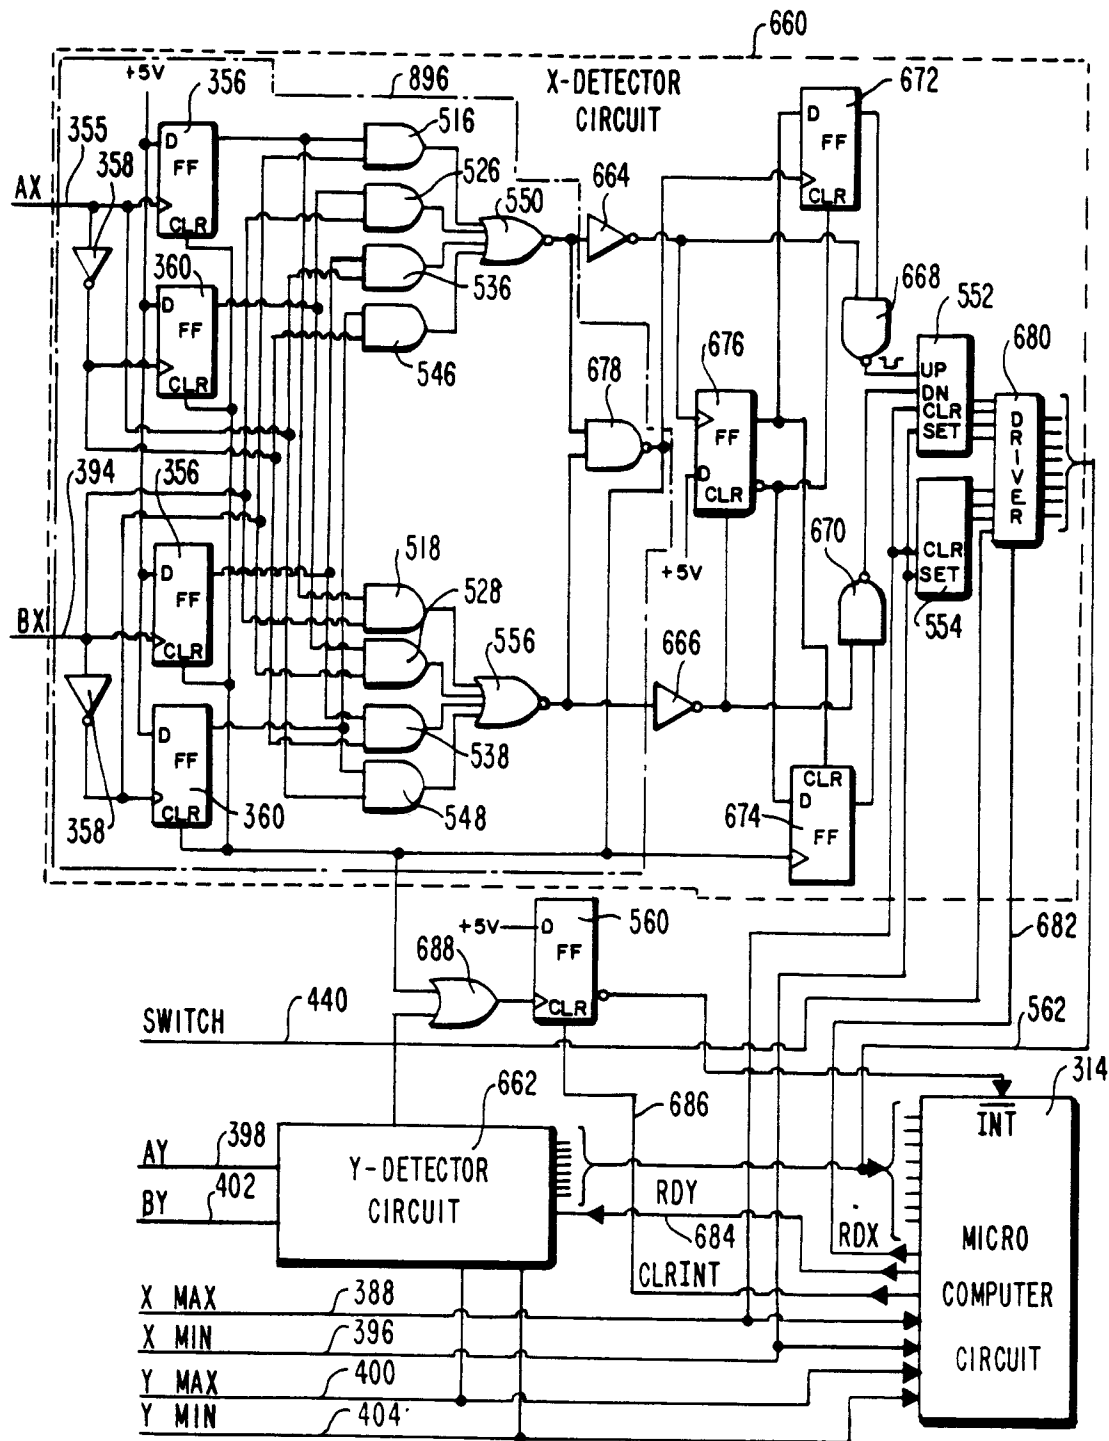 660
+5V
356
896
X-DETECTOR
CIRCUIT
672
355
358
AX
D
FF
CLR
516
526
550
664
D
FF
CLR
360
D
FF
CLR
536
546
668
552
680
676
678
UP
DN
CLR
SET
DRIVER
394
356
FF
D
CLR
D
FF
CLR
518
528
670
+5V
CLR
SET
554
BX
556
666
358
D
FF
CLR
360
538
548
674
CLR
D
FF
+5V
D
FF
CLR
560
688
682
SWITCH
440
562
314
662
686
INT
AY
398
BY
402
Y-DETECTOR
CIRCUIT
RDY
684
RDX
CLRINT
MICRO
COMPUTER
CIRCUIT
X MAX
388
X MIN
396
Y MAX
400
Y MIN
404